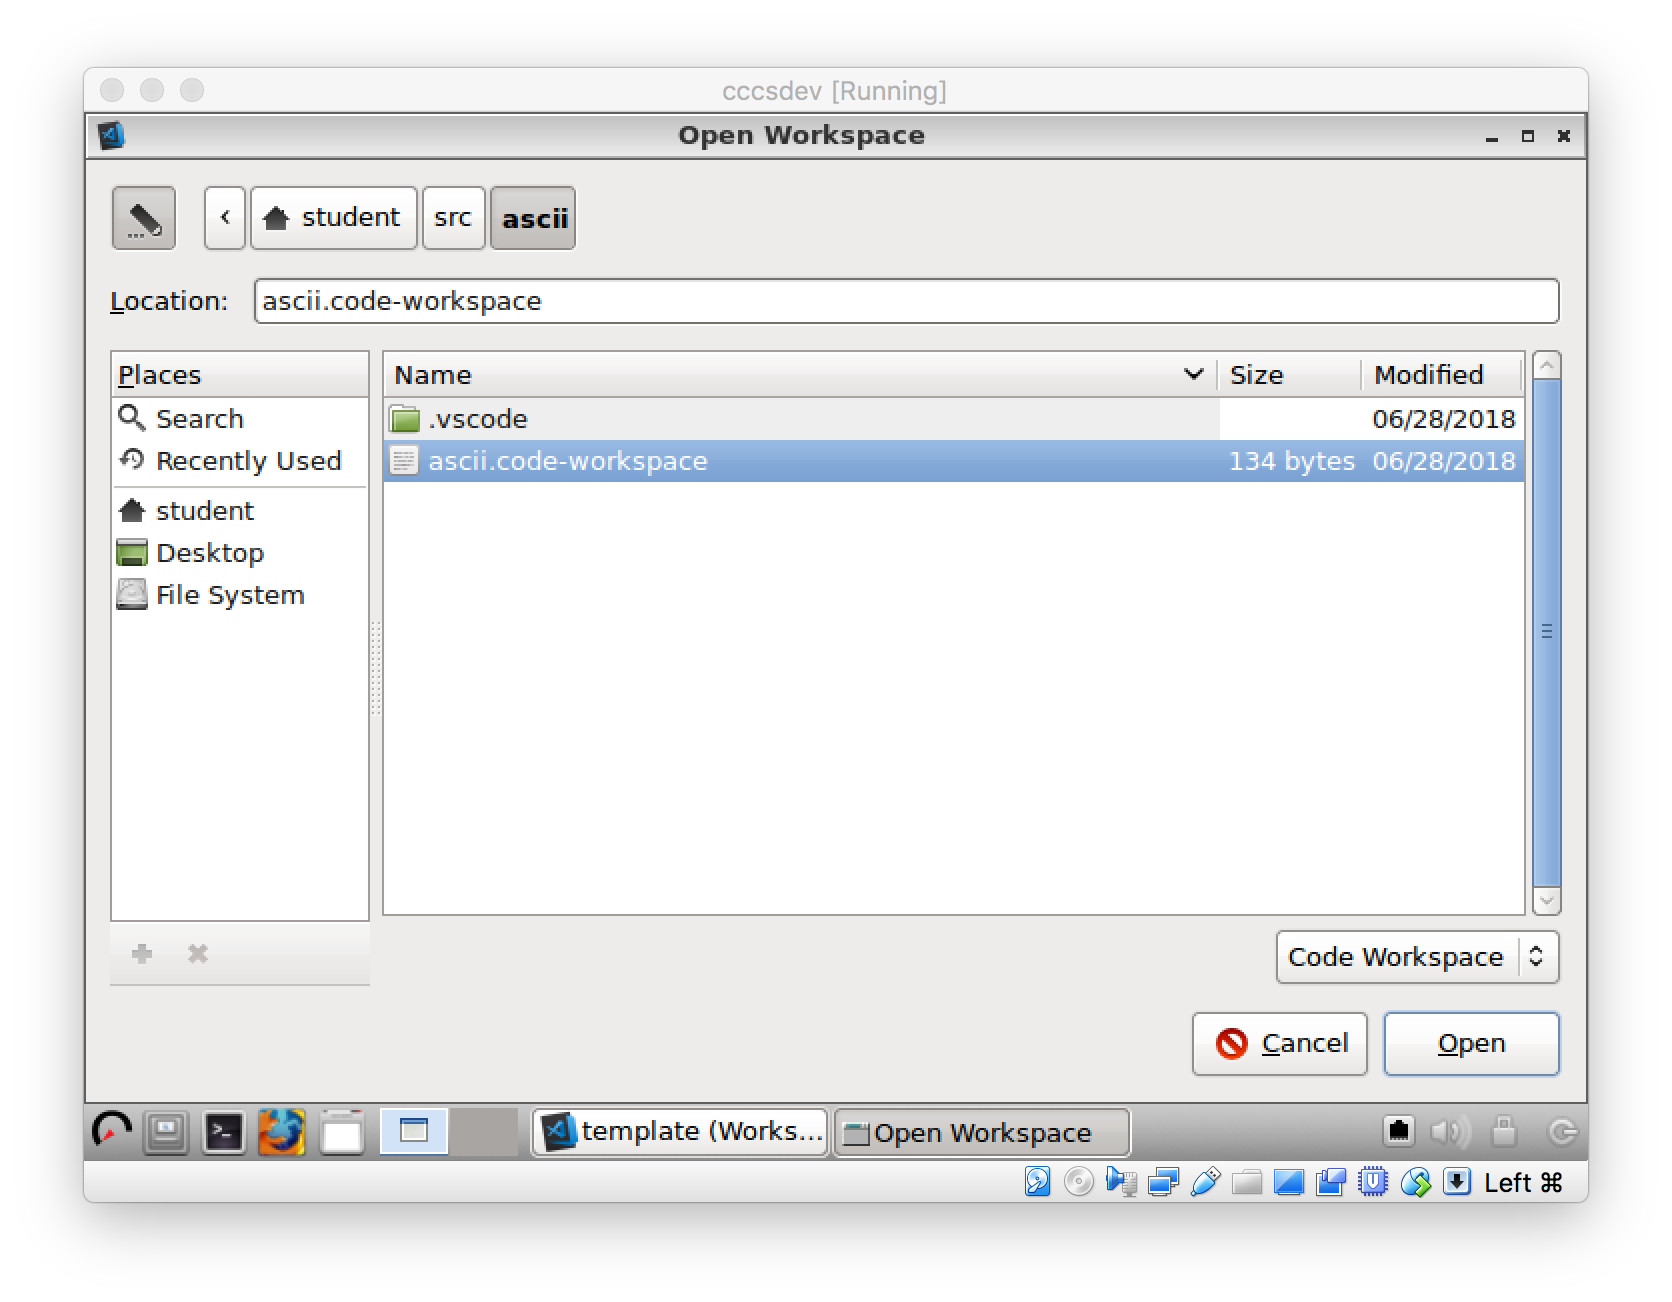 cccsdev [Running]
Open Workspace
student src ascii
Location: ascii.code-workspace
Places
Search
Recently Used
student
Desktop
File System
Name Size Modified
.vscode 06/28/2018
ascii.code-workspace 134 bytes 06/28/2018
Code Workspace
Cancel Open
template (Works... Open Workspace
Left ⌘